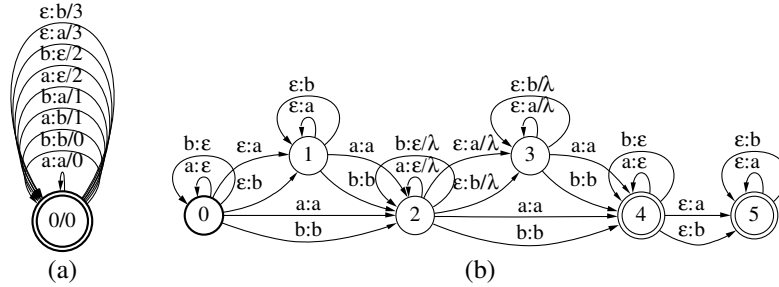 ε:b/3
ε:a/3
b:ε/2
a:ε/2
b:a/1
a:b/1
b:b/0
a:a/0
0/0
(a)
ε:b
ε:a
1
b:ε
a:ε
0
ε:a
ε:b
a:a
b:b
a:a
b:b
b:ε/λ
a:ε/λ
2
ε:a/λ
ε:b/λ
ε:b/λ
ε:a/λ
3
a:a
b:b
a:a
b:b
b:ε
a:ε
4
ε:a
ε:b
ε:b
ε:a
5
(b)